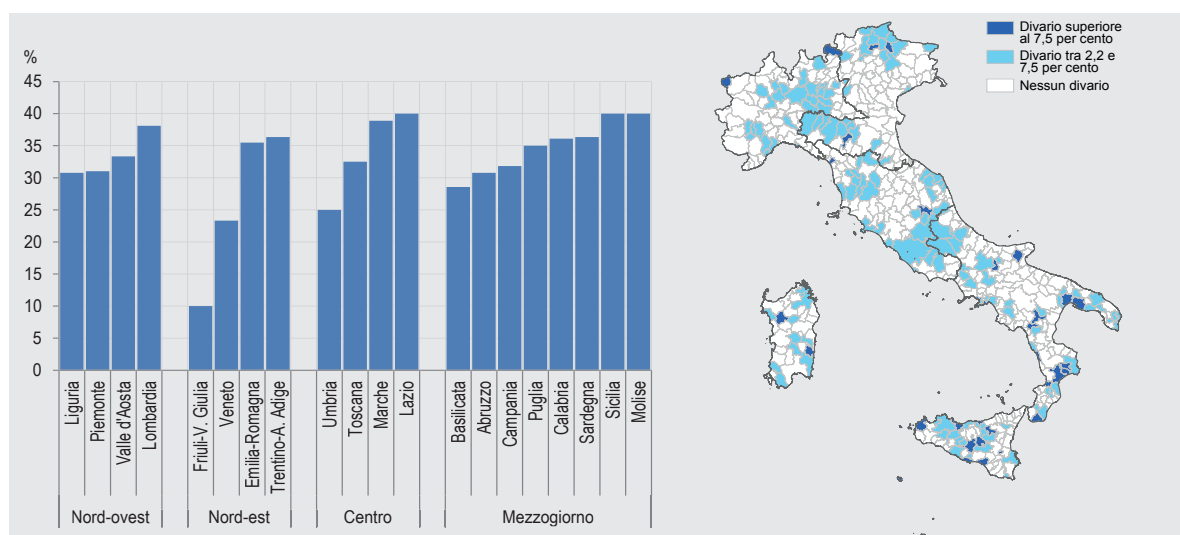 %
45
40
35
30
25
20
15
10
5
0
Liguria
Piemonte
Valle d'Aosta
Lombardia
Friuli-V. Giulia
Veneto
Emilia-Romagna
Trentino-A. Adige
Umbria
Toscana
Marche
Lazio
Basilicata
Abruzzo
Campania
Puglia
Calabria
Sardegna
Sicilia
Molise
Nord-ovest
Nord-est
Centro
Mezzogiorno
Divario superiore
al 7,5 per cento
Divario tra 2,2 e
7,5 per cento
Nessun divario